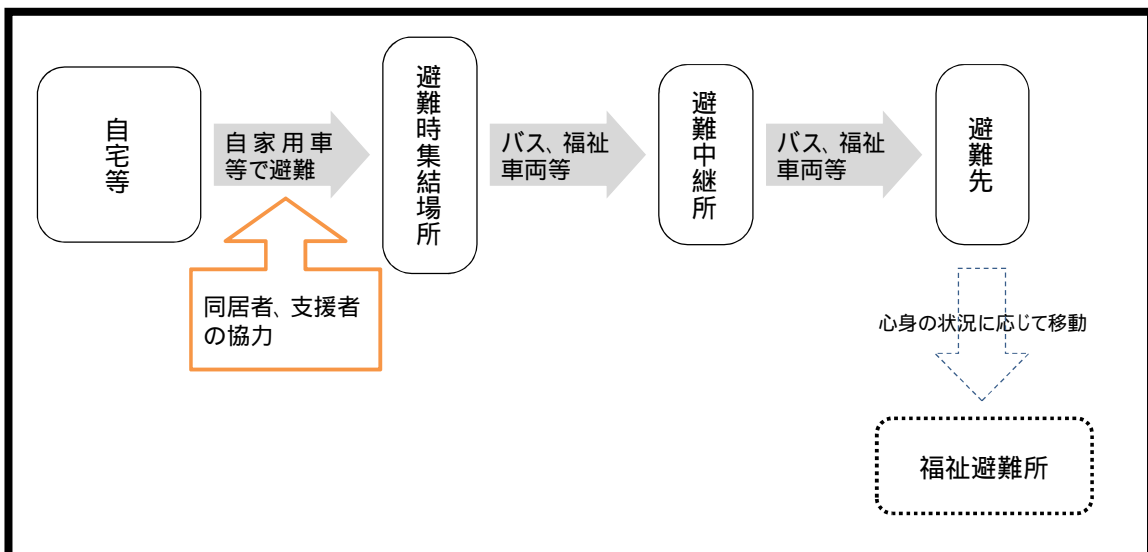 自宅等
自家用車
等で避難
避難時集結場所
バス、福祉
車両等
避難中継所
バス、福祉
車両等
避難先
同居者、支援者
の協力
心身の状況に応じて移動
福祉避難所